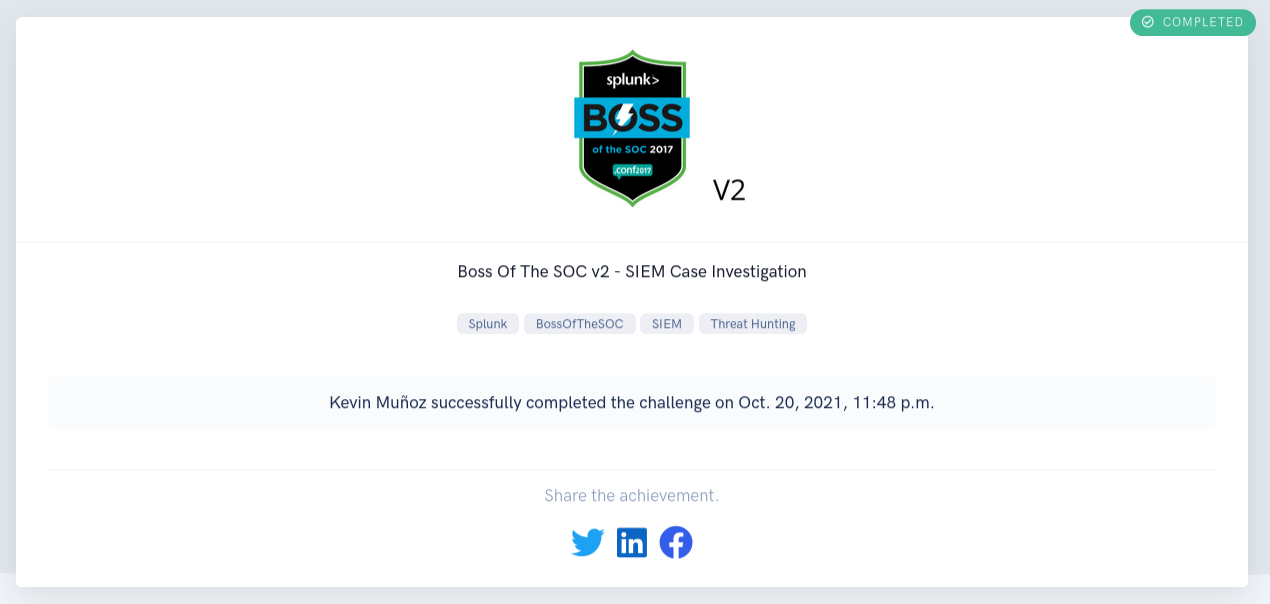 COMPLETED
splunk>
BOSS
of the SOC 2017
.conf2017
V2
Boss Of The SOC v2 - SIEM Case Investigation
Splunk BossOfTheSOC SIEM Threat Hunting
Kevin Muñoz successfully completed the challenge on Oct. 20, 2021, 11:48 p.m.
Share the achievement.